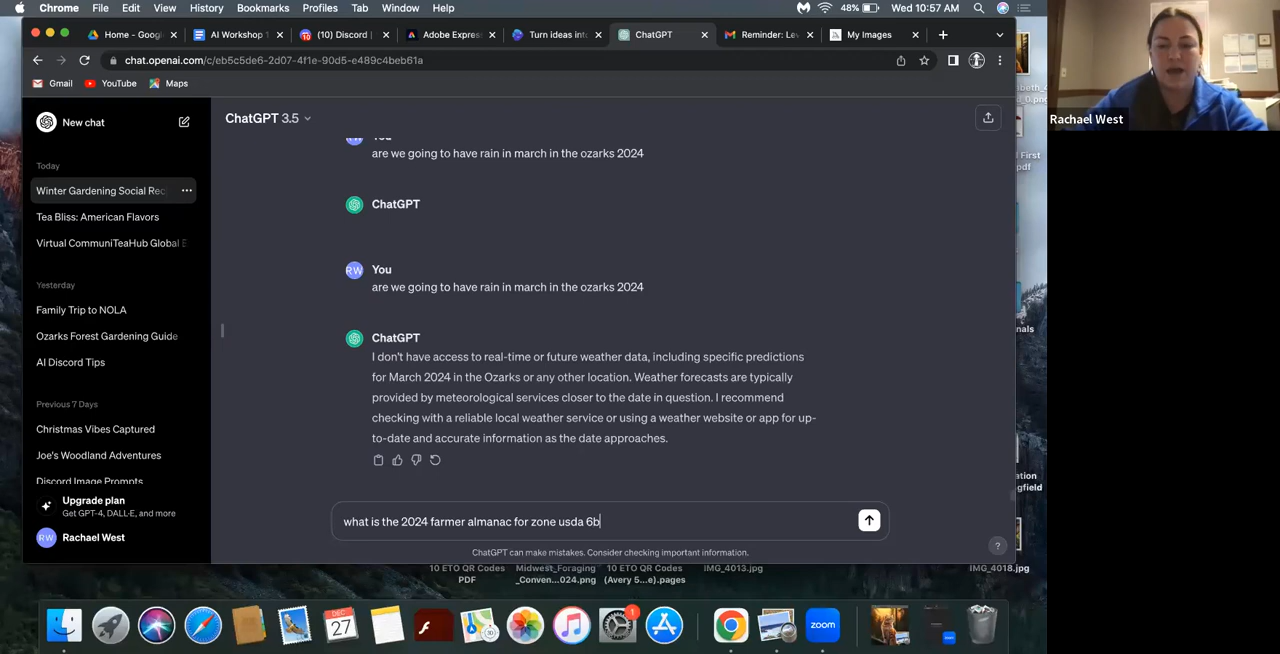 Chrome File Edit View History Bookmarks Profiles Tab Window Help 48% Wed 10:57 AM
Home - Googl
AI Workshop
(10) Discord |
Adobe Expres
Turn ideas int
ChatGPT
Reminder: Lev
My Images
chat.openai.com/c/eb5c5de6-2d07-4f1e-90d5-e489c4beb61a
Gmail YouTube Maps
New chat
Today
Winter Gardening Social Rec
Tea Bliss: American Flavors
Virtual CommuniTeaHub Global E
Yesterday
Family Trip to NOLA
Ozarks Forest Gardening Guide
AI Discord Tips
Previous 7 Days
Christmas Vibes Captured
Joe's Woodland Adventures
Discord Image Prompts
Upgrade plan
Get GPT-4, DALL·E, and more
RW Rachael West
ChatGPT 3.5
You
are we going to have rain in march in the ozarks 2024
ChatGPT
RW You
are we going to have rain in march in the ozarks 2024
ChatGPT
I don't have access to real-time or future weather data, including specific predictions
for March 2024 in the Ozarks or any other location. Weather forecasts are typically
provided by meteorological services closer to the date in question. I recommend
checking with a reliable local weather service or using a weather website or app for up-
to-date and accurate information as the date approaches.
what is the 2024 farmer almanac for zone usda 6b
ChatGPT can make mistakes. Consider checking important information.
?
Rachael West
First
pdf
10 ETO QR Codes
PDF
Midwest_Foraging
_Conven...024.png
10 ETO QR Codes
(Avery 5...e).pages
IMG_4013.jpg
IMG_4018.jpg
DEC
27
1
zoom